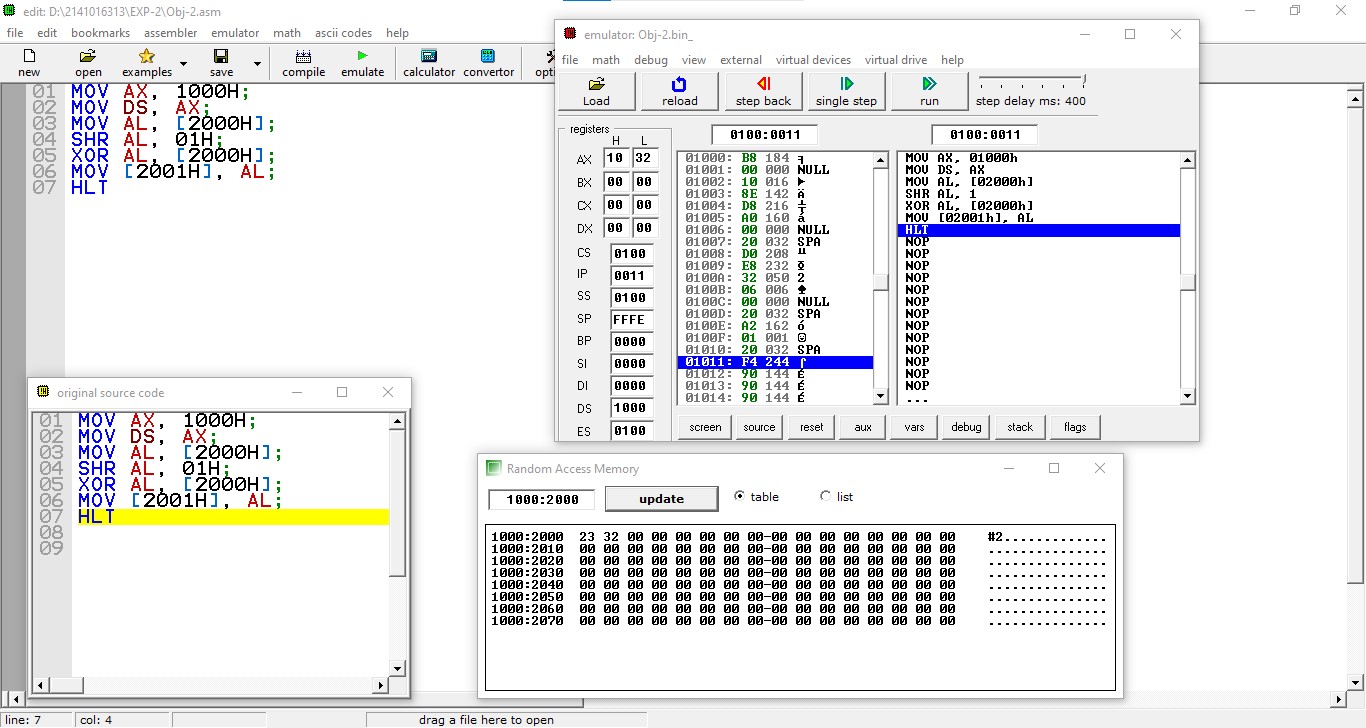 edit: D:\2141016313\EXP-2\Obj-2.asm
file edit bookmarks assembler emulator math ascii codes help
new open examples save compile emulate calculator convertor
01 MOV AX, 1000H;
02 MOV DS, AX;
03 MOV AL, [2000H];
04 SHR AL, 01H;
05 XOR AL, [2000H];
06 MOV [2001H], AL;
07 HLT
emulator: Obj-2.bin_
file math debug view external virtual devices virtual drive help
Load reload step back single step run step delay ms: 400
registers
H L
AX 10 32
BX 00 00
CX 00 00
DX 00 00
CS 0100
IP 0011
SS 0100
SP FFFE
BP 0000
SI 0000
DI 0000
DS 1000
ES 0100
0100:0011
01000: B8 184 ╕
01001: 00 000 NULL
01002: 10 016 ►
01003: 8E 142 Ä
01004: D8 216 ╪
01005: A0 160 á
01006: 00 000 NULL
01007: 20 032 SPA
01008: D0 208 ╨
01009: E8 232
0100A: 32 050 2
0100B: 06 006 ♠
0100C: 00 000 NULL
0100D: 20 032 SPA
0100E: A2 162 ó
0100F: 01 001 ☺
01010: 20 032 SPA
01011: F4 244 ⌠
01012: 90 144 É
01013: 90 144 É
01014: 90 144 É
0100:0011
MOV AX, 01000h
MOV DS, AX
MOV AL, [02000h]
SHR AL, 1
XOR AL, [02000h]
MOV [02001h], AL
HLT
NOP
NOP
NOP
NOP
NOP
NOP
NOP
NOP
NOP
NOP
NOP
NOP
NOP
...
screen source reset aux vars debug stack flags
original source code
01 MOV AX, 1000H;
02 MOV DS, AX;
03 MOV AL, [2000H];
04 SHR AL, 01H;
05 XOR AL, [2000H];
06 MOV [2001H], AL;
07 HLT
08
09
Random Access Memory
1000:2000 update table list
1000:2000 23 32 00 00 00 00 00 00-00 00 00 00 00 00 00 00 #2..............
1000:2010 00 00 00 00 00 00 00 00-00 00 00 00 00 00 00 00 ................
1000:2020 00 00 00 00 00 00 00 00-00 00 00 00 00 00 00 00 ................
1000:2030 00 00 00 00 00 00 00 00-00 00 00 00 00 00 00 00 ................
1000:2040 00 00 00 00 00 00 00 00-00 00 00 00 00 00 00 00 ................
1000:2050 00 00 00 00 00 00 00 00-00 00 00 00 00 00 00 00 ................
1000:2060 00 00 00 00 00 00 00 00-00 00 00 00 00 00 00 00 ................
1000:2070 00 00 00 00 00 00 00 00-00 00 00 00 00 00 00 00 ................
line: 7 col: 4 drag a file here to open